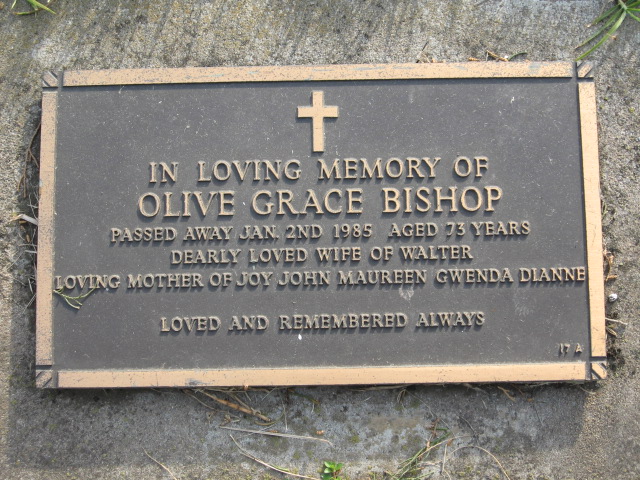 IN LOVING MEMORY OF
OLIVE GRACE BISHOP
PASSED AWAY JAN. 2ND 1985 AGED 73 YEARS
DEARLY LOVED WIFE OF WALTER
LOVING MOTHER OF JOY JOHN MAUREEN GWENDA DIANNE
LOVED AND REMEMBERED ALWAYS
17 A